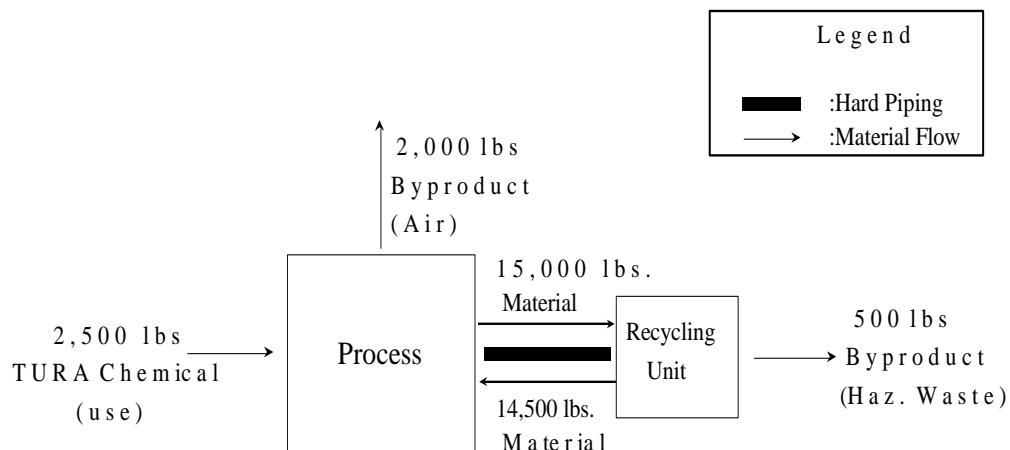 Legend
:Hard Piping
:Material Flow
2,000 lbs
Byproduct
(Air)
15,000 lbs.
Material
2,500 lbs
TURA Chemical
(use)
Process
Recycling
Unit
500 lbs
Byproduct
(Haz. Waste)
14,500 lbs.
Material